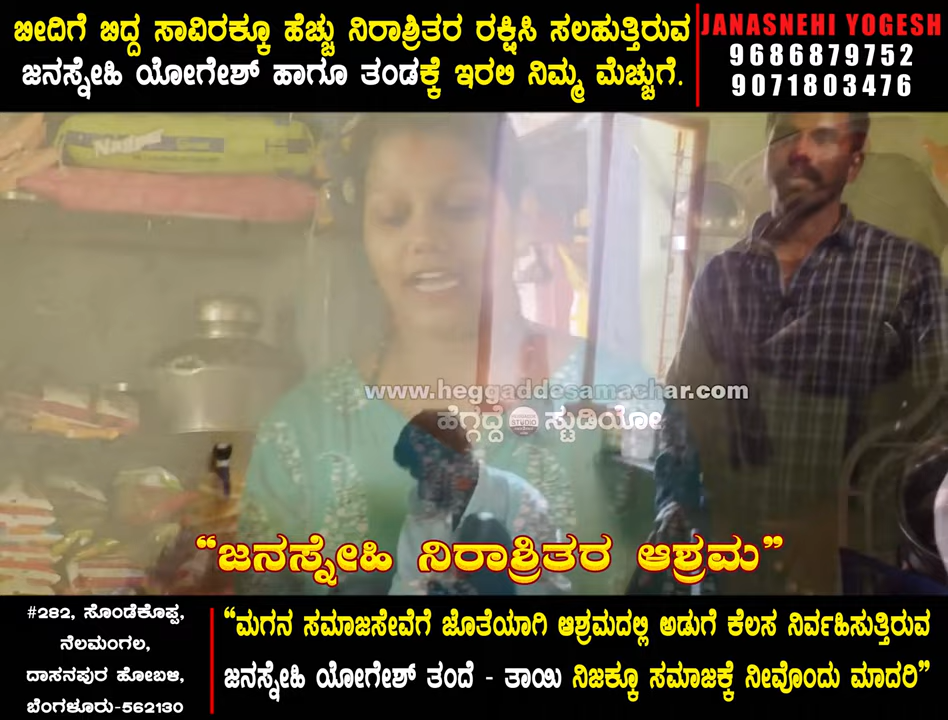 ಬೀದಿಗೆ ಬಿದ್ದ ಸಾವಿರಕ್ಕೂ ಹೆಚ್ಚು ನಿರಾಶ್ರಿತರ ರಕ್ಷಿಸಿ ಸಲಹುತ್ತಿರುವ
ಜನಸ್ನೇಹಿ ಯೋಗೇಶ್ ಹಾಗೂ ತಂಡಕ್ಕೆ ಇರಲಿ ನಿಮ್ಮ ಮೆಚ್ಚುಗೆ.
JANASNEHI YOGESH
9686879752
9071803476
www.heggaddesamachar.com
ಹೆಗ್ಗದ್ದೆ STUDIO ಸ್ಟುಡಿಯೋ
“ಜನಸ್ನೇಹಿ ನಿರಾಶ್ರಿತರ ಆಶ್ರಮ”
#282, ಸೊಂಡೆಕೊಪ್ಪ,
ನೆಲಮಂಗಲ,
ದಾಸನಪುರ ಹೋಬಳಿ,
ಬೆಂಗಳೂರು-562130
“ಮಗನ ಸಮಾಜಸೇವೆಗೆ ಜೊತೆಯಾಗಿ ಆಶ್ರಮದಲ್ಲಿ ಅಡುಗೆ ಕೆಲಸ ನಿರ್ವಹಿಸುತ್ತಿರುವ
ಜನಸ್ನೇಹಿ ಯೋಗೇಶ್ ತಂದೆ - ತಾಯಿ ನಿಜಕ್ಕೂ ಸಮಾಜಕ್ಕೆ ನೀವೊಂದು ಮಾದರಿ”